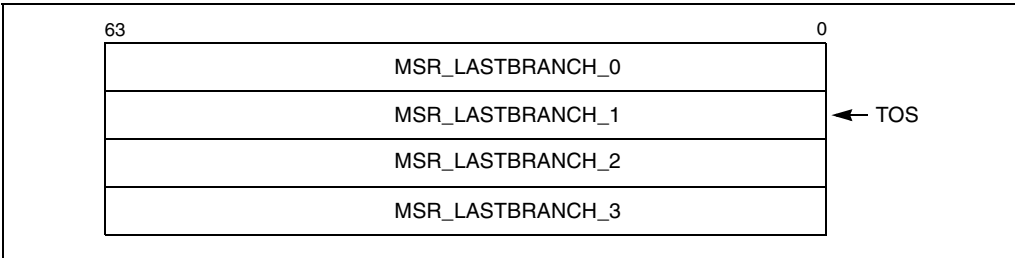 63 0
MSR_LASTBRANCH_0
MSR_LASTBRANCH_1 TOS
MSR_LASTBRANCH_2
MSR_LASTBRANCH_3